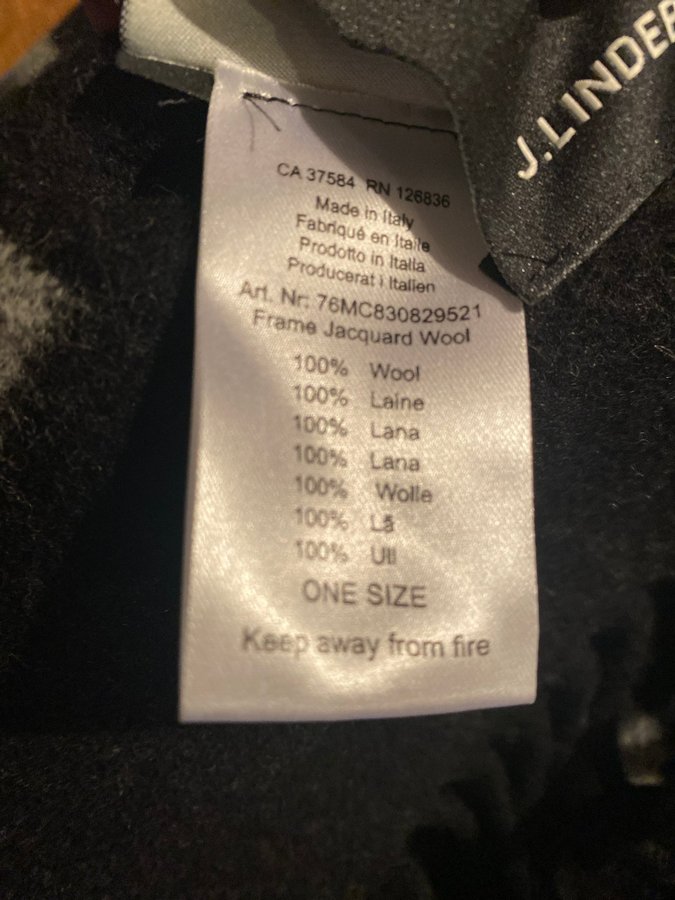 J.LINDEB
CA 37584 RN 126836
Made in Italy
Fabriqué en Italie
Prodotto in Italia
Producerat i Italien
Art. Nr: 76MC830829521
Frame Jacquard Wool
100% Wool
100% Laine
100% Lana
100% Lana
100% Wolle
100% Lã
100% Ull
ONE SIZE
Keep away from fire